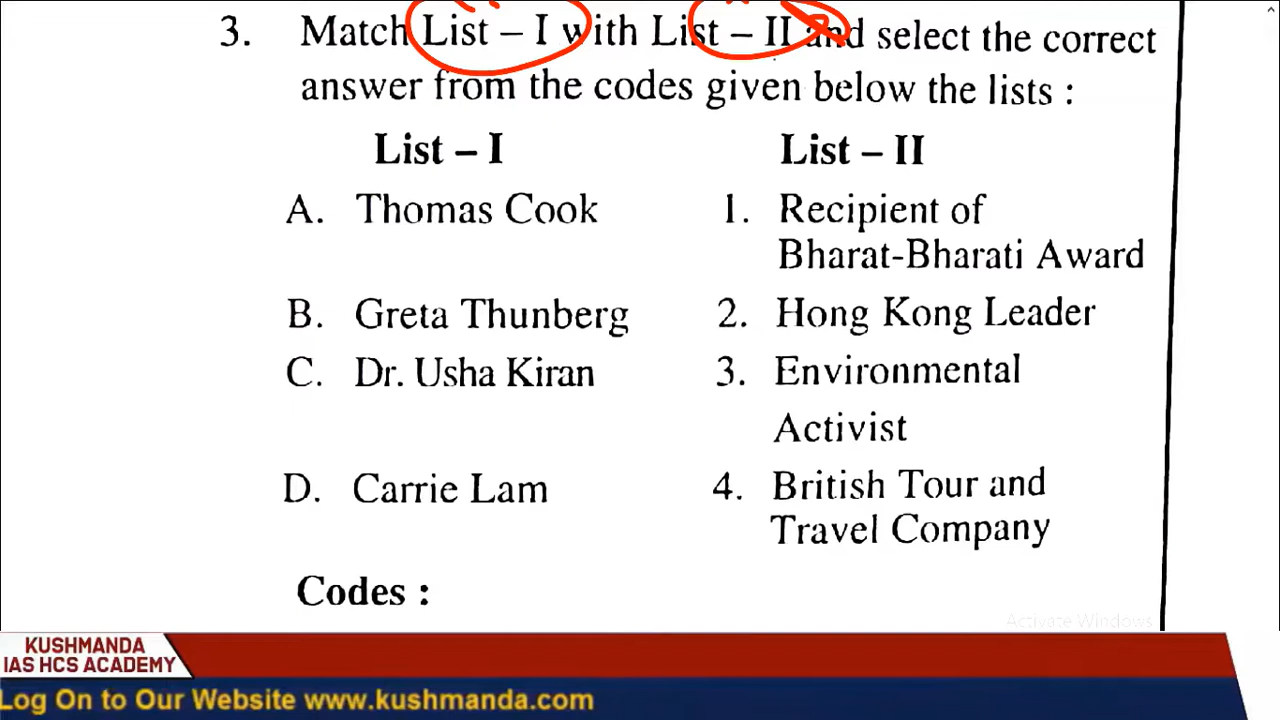 3. Match List – I with List – II and select the correct
answer from the codes given below the lists :
List – I List – II
A. Thomas Cook 1. Recipient of
Bharat-Bharati Award
B. Greta Thunberg 2. Hong Kong Leader
C. Dr. Usha Kiran 3. Environmental
Activist
D. Carrie Lam 4. British Tour and
Travel Company
Codes :
Activate Windows
KUSHMANDA
IAS HCS ACADEMY
Log On to Our Website www.kushmanda.com